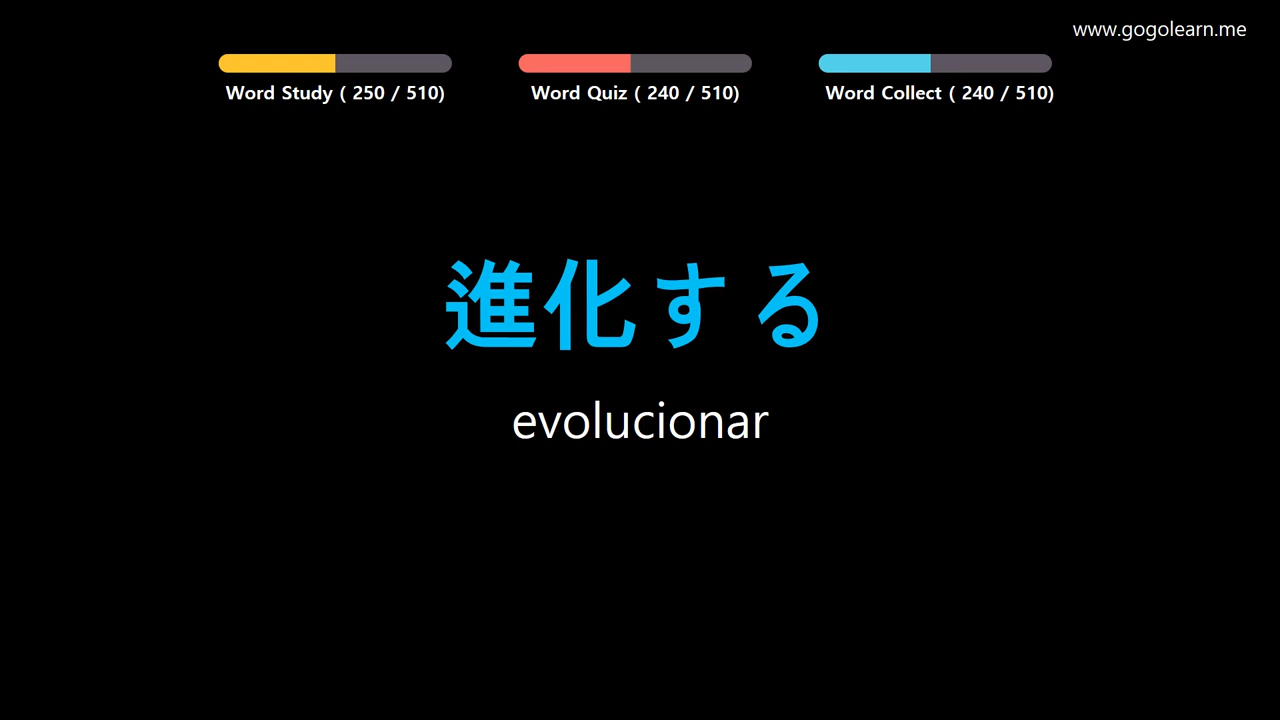 www.gogolearn.me
Word Study ( 250 / 510)
Word Quiz ( 240 / 510)
Word Collect ( 240 / 510)
進化する
evolucionar